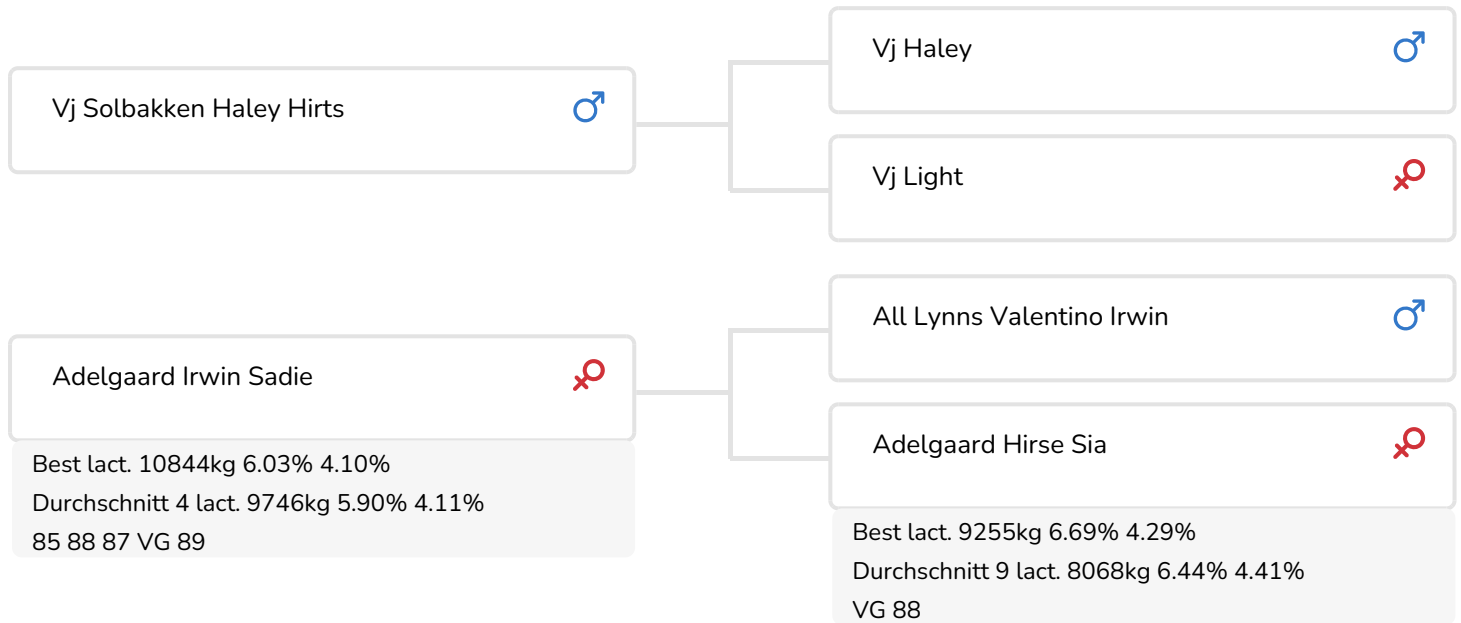 Vj Solbakken Haley Hirts
Vj Haley
Vj Light
Adelgaard Irwin Sadie
Best lact. 10844kg 6.03% 4.10%
Durchschnitt 4 lact. 9746kg 5.90% 4.11%
85 88 87 VG 89
All Lynns Valentino Irwin
Adelgaard Hirse Sia
Best lact. 9255kg 6.69% 4.29%
Durchschnitt 9 lact. 8068kg 6.44% 4.41%
VG 88